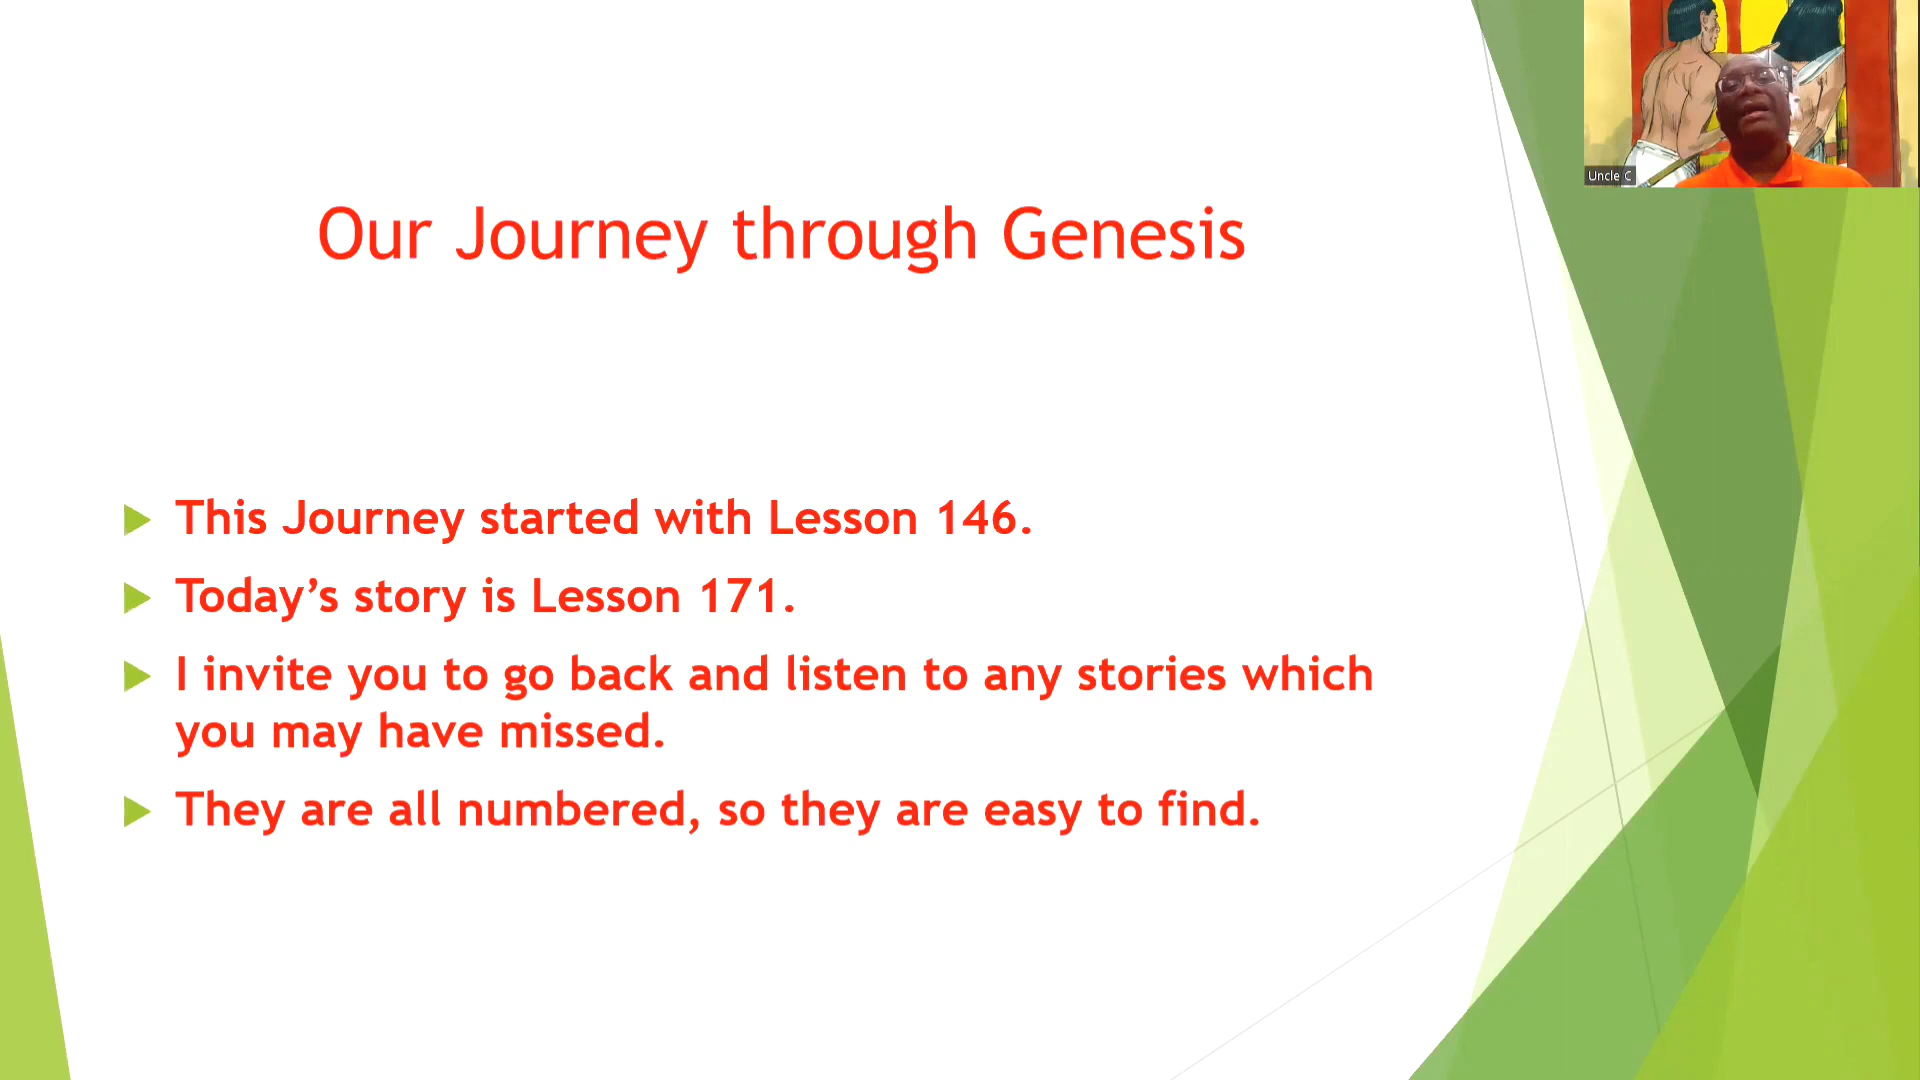 Uncle C
Our Journey through Genesis
This Journey started with Lesson 146.
Today’s story is Lesson 171.
I invite you to go back and listen to any stories which
you may have missed.
They are all numbered, so they are easy to find.